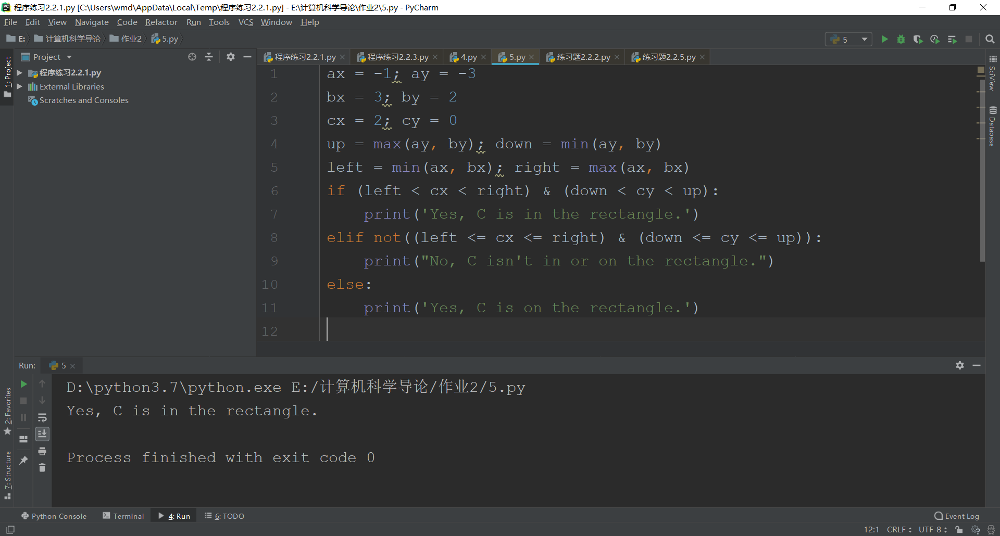 程序练习2.2.1.py [C:\Users\wmd\AppData\Local\Temp\程序练习2.2.1.py] - E:\计算机科学导论\作业2\5.py - PyCharm
File Edit View Navigate Code Refactor Run Tools VCS Window Help
E: 计算机科学导论 作业2 5.py
5
Project
程序练习2.2.1.py
External Libraries
Scratches and Consoles
1: Project
程序练习2.2.1.py 程序练习2.2.3.py 4.py 5.py 练习题2.2.2.py 练习题2.2.5.py
1 ax = -1; ay = -3
2 bx = 3; by = 2
3 cx = 2; cy = 0
4 up = max(ay, by); down = min(ay, by)
5 left = min(ax, bx); right = max(ax, bx)
6 if (left < cx < right) & (down < cy < up):
7 print('Yes, C is in the rectangle.')
8 elif not((left <= cx <= right) & (down <= cy <= up)):
9 print("No, C isn't in or on the rectangle.")
10 else:
11 print('Yes, C is on the rectangle.')
12
SciView
Database
Run: 5
D:\python3.7\python.exe E:/计算机科学导论/作业2/5.py
Yes, C is in the rectangle.
Process finished with exit code 0
2: Favorites
7: Structure
Python Console Terminal 4: Run 6: TODO Event Log
12:1 CRLF UTF-8